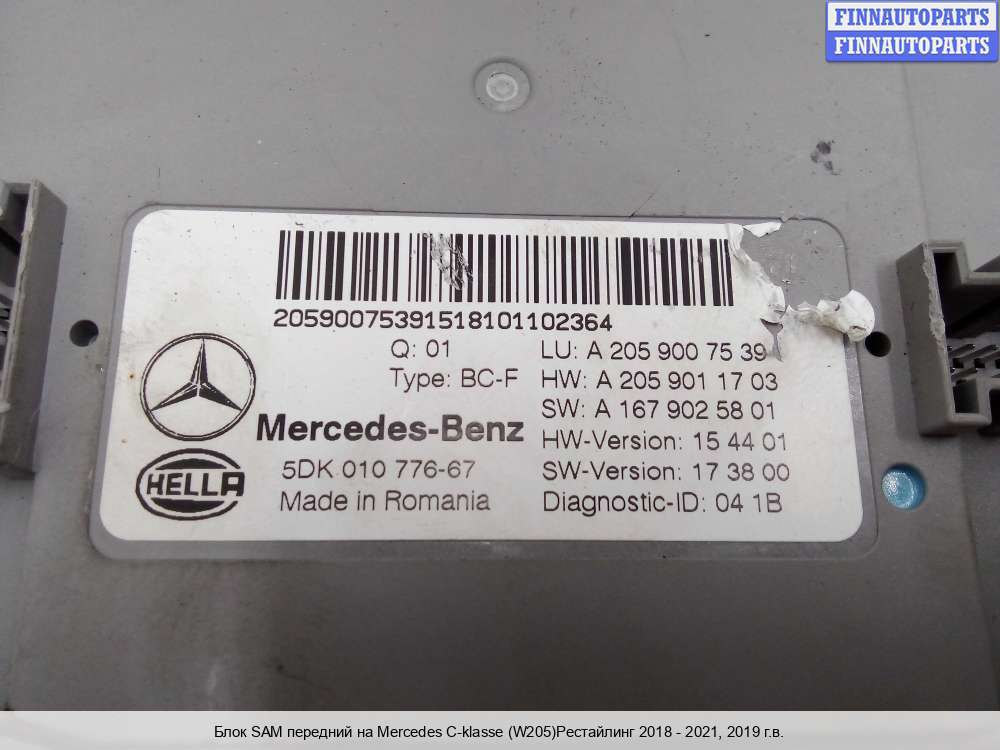 FINNAUTOPARTS
FINNAUTOPARTS
2059007539151810110​2364
Q: 01
LU: A 205 900 75 39
Type: BC-F
HW: A 205 901 17 03
SW: A 167 902 58 01
Mercedes-Benz
HW-Version: 15 44 01
HELLA
5DK 010 776-67
SW-Version: 17 38 00
Made in Romania
Diagnostic-ID: 04 1B
Блок SAM передний на Mercedes C-klasse (W205)Рестайлинг 2018 - 2021, 2019 г.в.